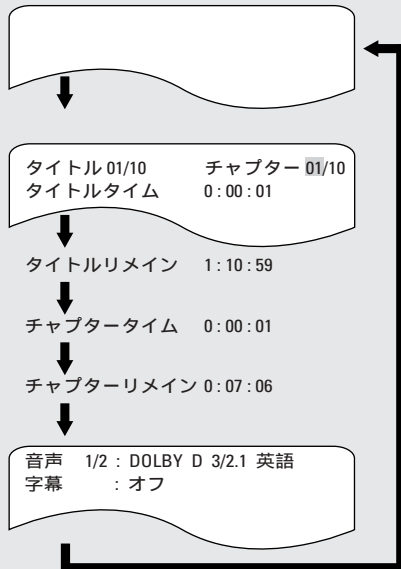 タイトル 01/10 チャプター 01/10
タイトルタイム 0:00:01
タイトルリメイン 1:10:59
チャプタータイム 0:00:01
チャプターリメイン 0:07:06
音声 1/2 : DOLBY D 3/2.1 英語
字幕 : オフ